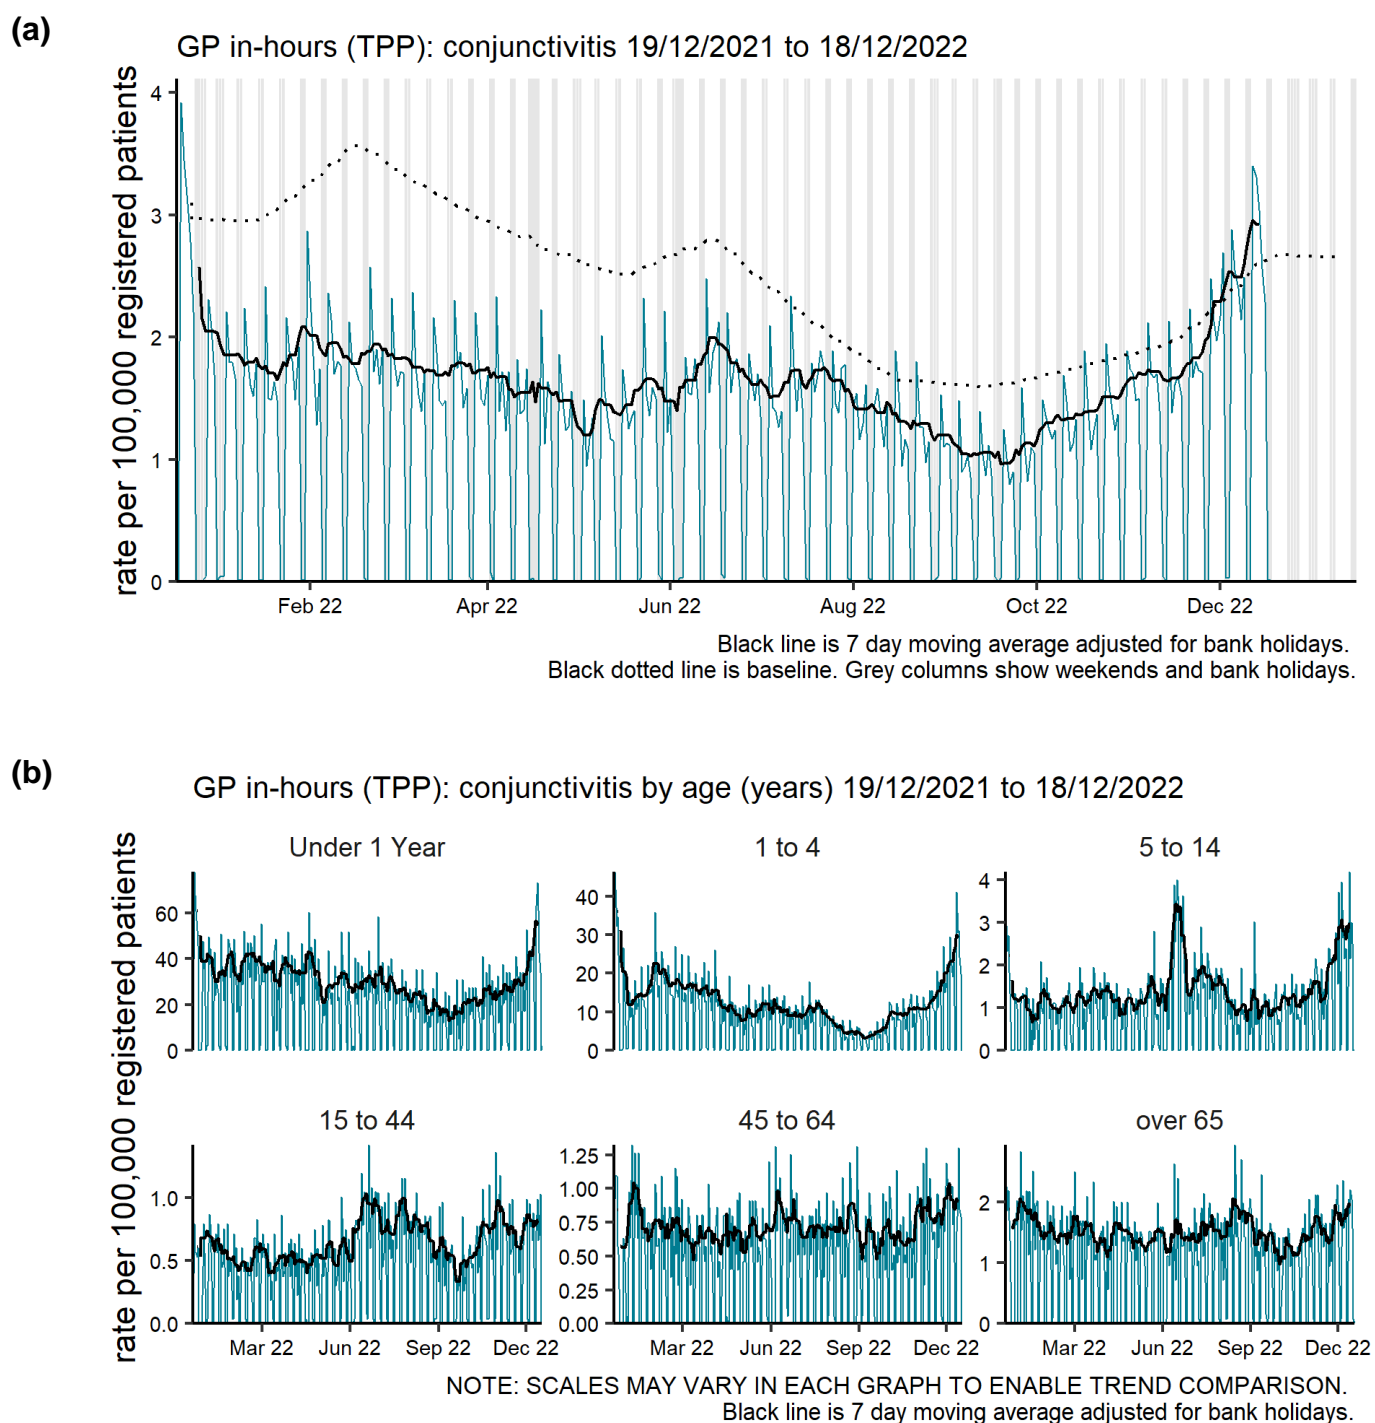 (a)
GP in-hours (TPP): conjunctivitis 19/12/2021 to 18/12/2022
rate per 100,000 registered patients
4
3
2
1
0
Feb 22 Apr 22 Jun 22 Aug 22 Oct 22 Dec 22
Black line is 7 day moving average adjusted for bank holidays.
Black dotted line is baseline. Grey columns show weekends and bank holidays.
(b)
GP in-hours (TPP): conjunctivitis by age (years) 19/12/2021 to 18/12/2022
rate per 100,000 registered patients
Under 1 Year
60
40
20
0
1 to 4
40
30
20
10
0
5 to 14
4
3
2
1
0
15 to 44
1.0
0.5
0.0
Mar 22 Jun 22 Sep 22 Dec 22
45 to 64
1.25
1.00
0.75
0.50
0.25
0.00
Mar 22 Jun 22 Sep 22 Dec 22
over 65
2
1
0
Mar 22 Jun 22 Sep 22 Dec 22
NOTE: SCALES MAY VARY IN EACH GRAPH TO ENABLE TREND COMPARISON.
Black line is 7 day moving average adjusted for bank holidays.